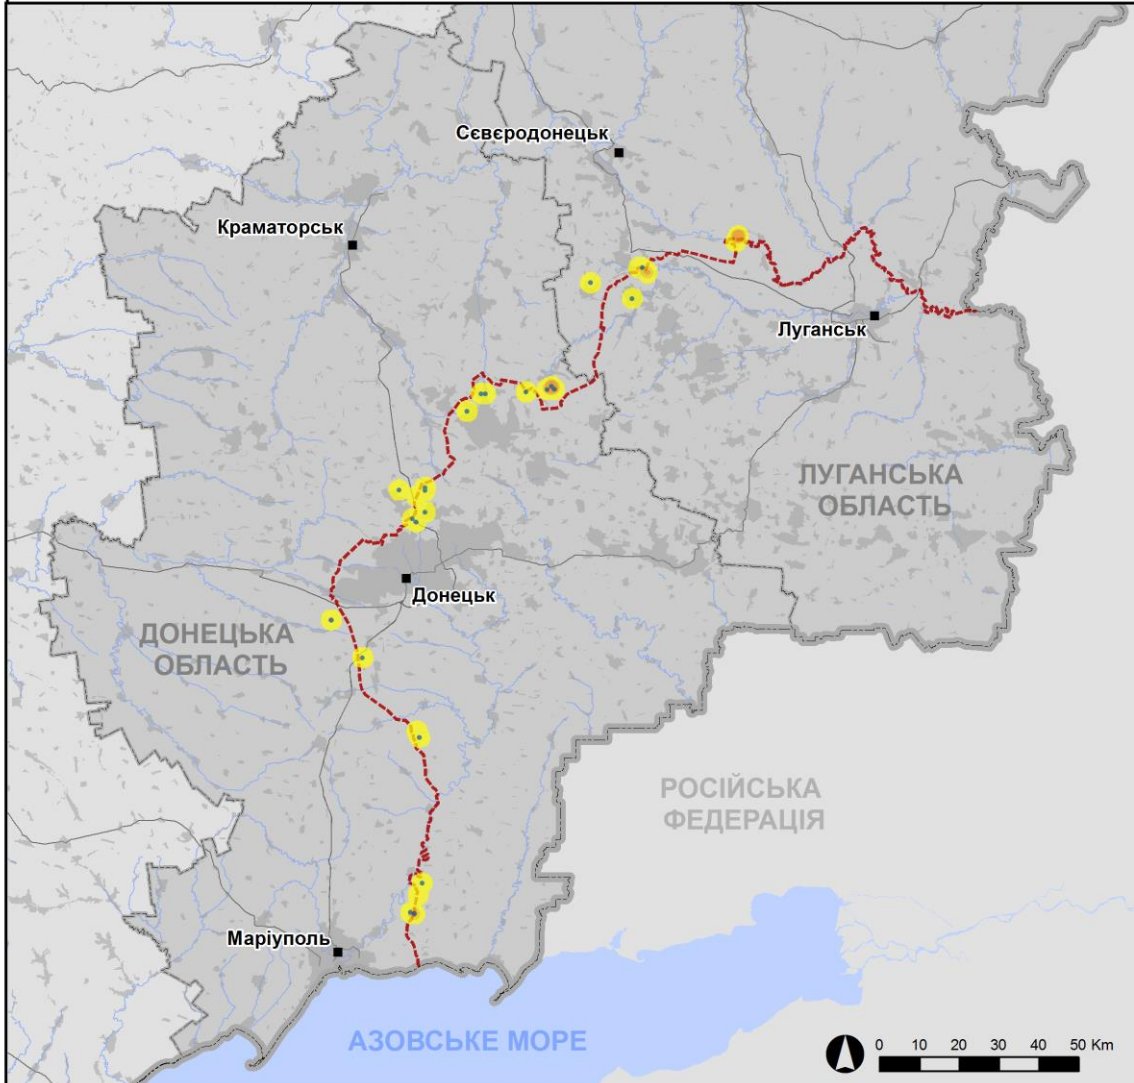 Сєвєродонецьк
Краматорськ
Луганськ
ЛУГАНСЬКА
ОБЛАСТЬ
Донецьк
ДОНЕЦЬКА
ОБЛАСТЬ
РОСІЙСЬКА
ФЕДЕРАЦІЯ
Маріуполь
АЗОВСЬКЕ МОРЕ
0 10 20 30 40 50 Km